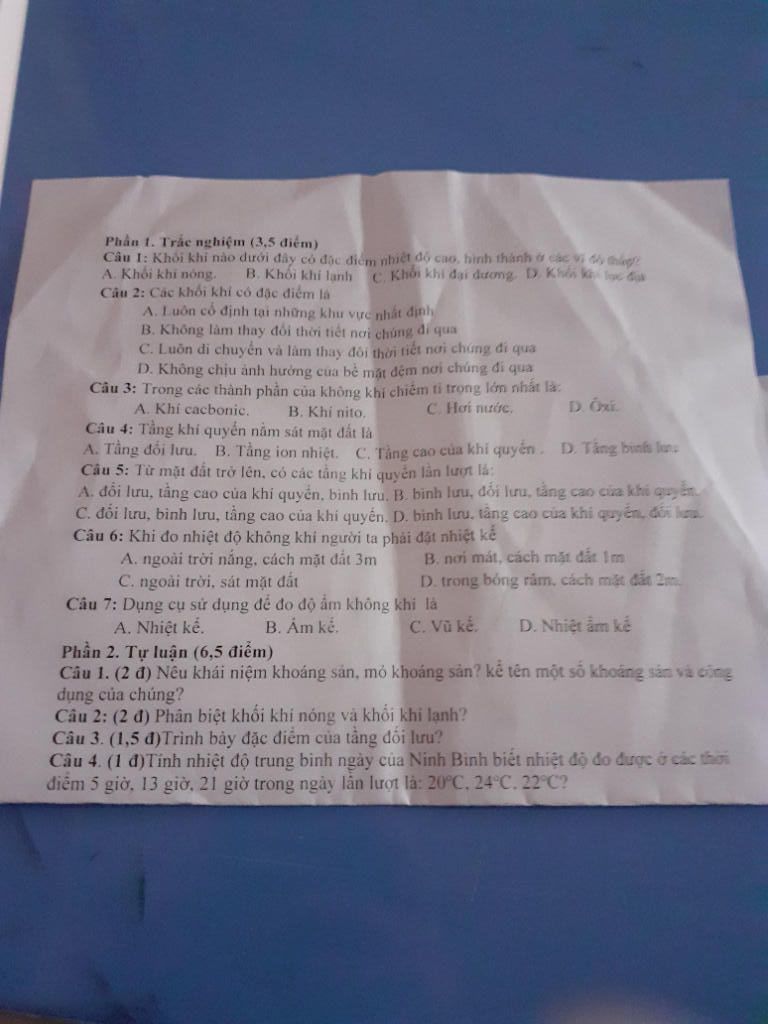 Phần 1. Trắc nghiệm (3,5 điểm)
Câu 1: Khối khí nào dưới đây có đặc điểm nhiệt độ cao, hình thành ở các vĩ độ thấp?
A. Khối khí nóng. B. Khối khí lạnh C. Khối khí đại dương. D. Khối khí lục địa
Câu 2: Các khối khí có đặc điểm là
A. Luôn cố định tại những khu vực nhất định
B. Không làm thay đổi thời tiết nơi chúng đi qua
C. Luôn di chuyển và làm thay đổi thời tiết nơi chúng đi qua
D. Không chịu ảnh hưởng của bề mặt đệm nơi chúng đi qua
Câu 3: Trong các thành phần của không khí chiếm tỉ trọng lớn nhất là:
A. Khí cacbonic. B. Khí nito. C. Hơi nước. D. Ôxi.
Câu 4: Tầng khí quyển nằm sát mặt đất là
A. Tầng đối lưu. B. Tầng ion nhiệt. C. Tầng cao của khí quyển . D. Tầng bình lưu
Câu 5: Từ mặt đất trở lên, có các tầng khí quyển lần lượt là:
A. đối lưu, tầng cao của khí quyển, bình lưu. B. bình lưu, đối lưu, tầng cao của khí quyển.
C. đối lưu, bình lưu, tầng cao của khí quyển. D. bình lưu, tầng cao của khí quyển, đối lưu.
Câu 6: Khi đo nhiệt độ không khí người ta phải đặt nhiệt kế
A. ngoài trời nắng, cách mặt đất 3m B. nơi mát, cách mặt đất 1m
C. ngoài trời, sát mặt đất D. trong bóng râm, cách mặt đất 2m.
Câu 7: Dụng cụ sử dụng để đo độ ẩm không khí là
A. Nhiệt kế. B. Ẩm kế. C. Vũ kế. D. Nhiệt ẩm kế
Phần 2. Tự luận (6,5 điểm)
Câu 1. (2 đ) Nêu khái niệm khoáng sản, mỏ khoáng sản? kể tên một số khoáng sản và công
dụng của chúng?
Câu 2: (2 đ) Phân biệt khối khí nóng và khối khí lạnh?
Câu 3. (1,5 đ)Trình bày đặc điểm của tầng đối lưu?
Câu 4. (1 đ)Tính nhiệt độ trung bình ngày của Ninh Bình biết nhiệt độ đo được ở các thời
điểm 5 giờ, 13 giờ, 21 giờ trong ngày lần lượt là: 20°C, 24°C, 22°C?